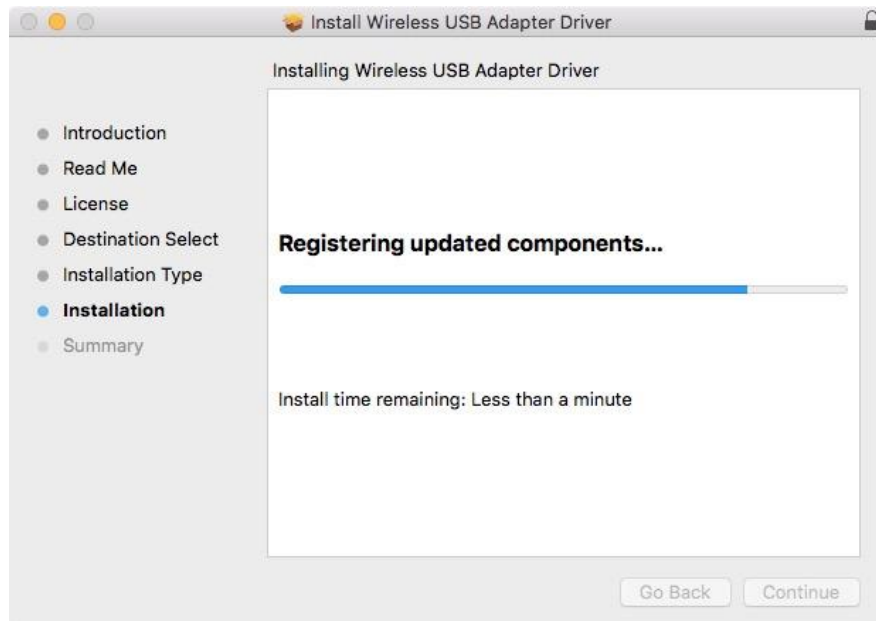 Install Wireless USB Adapter Driver
Installing Wireless USB Adapter Driver
Introduction
Read Me
License
Destination Select
Installation Type
Installation
Summary
Registering updated components...
Install time remaining: Less than a minute
Go Back
Continue